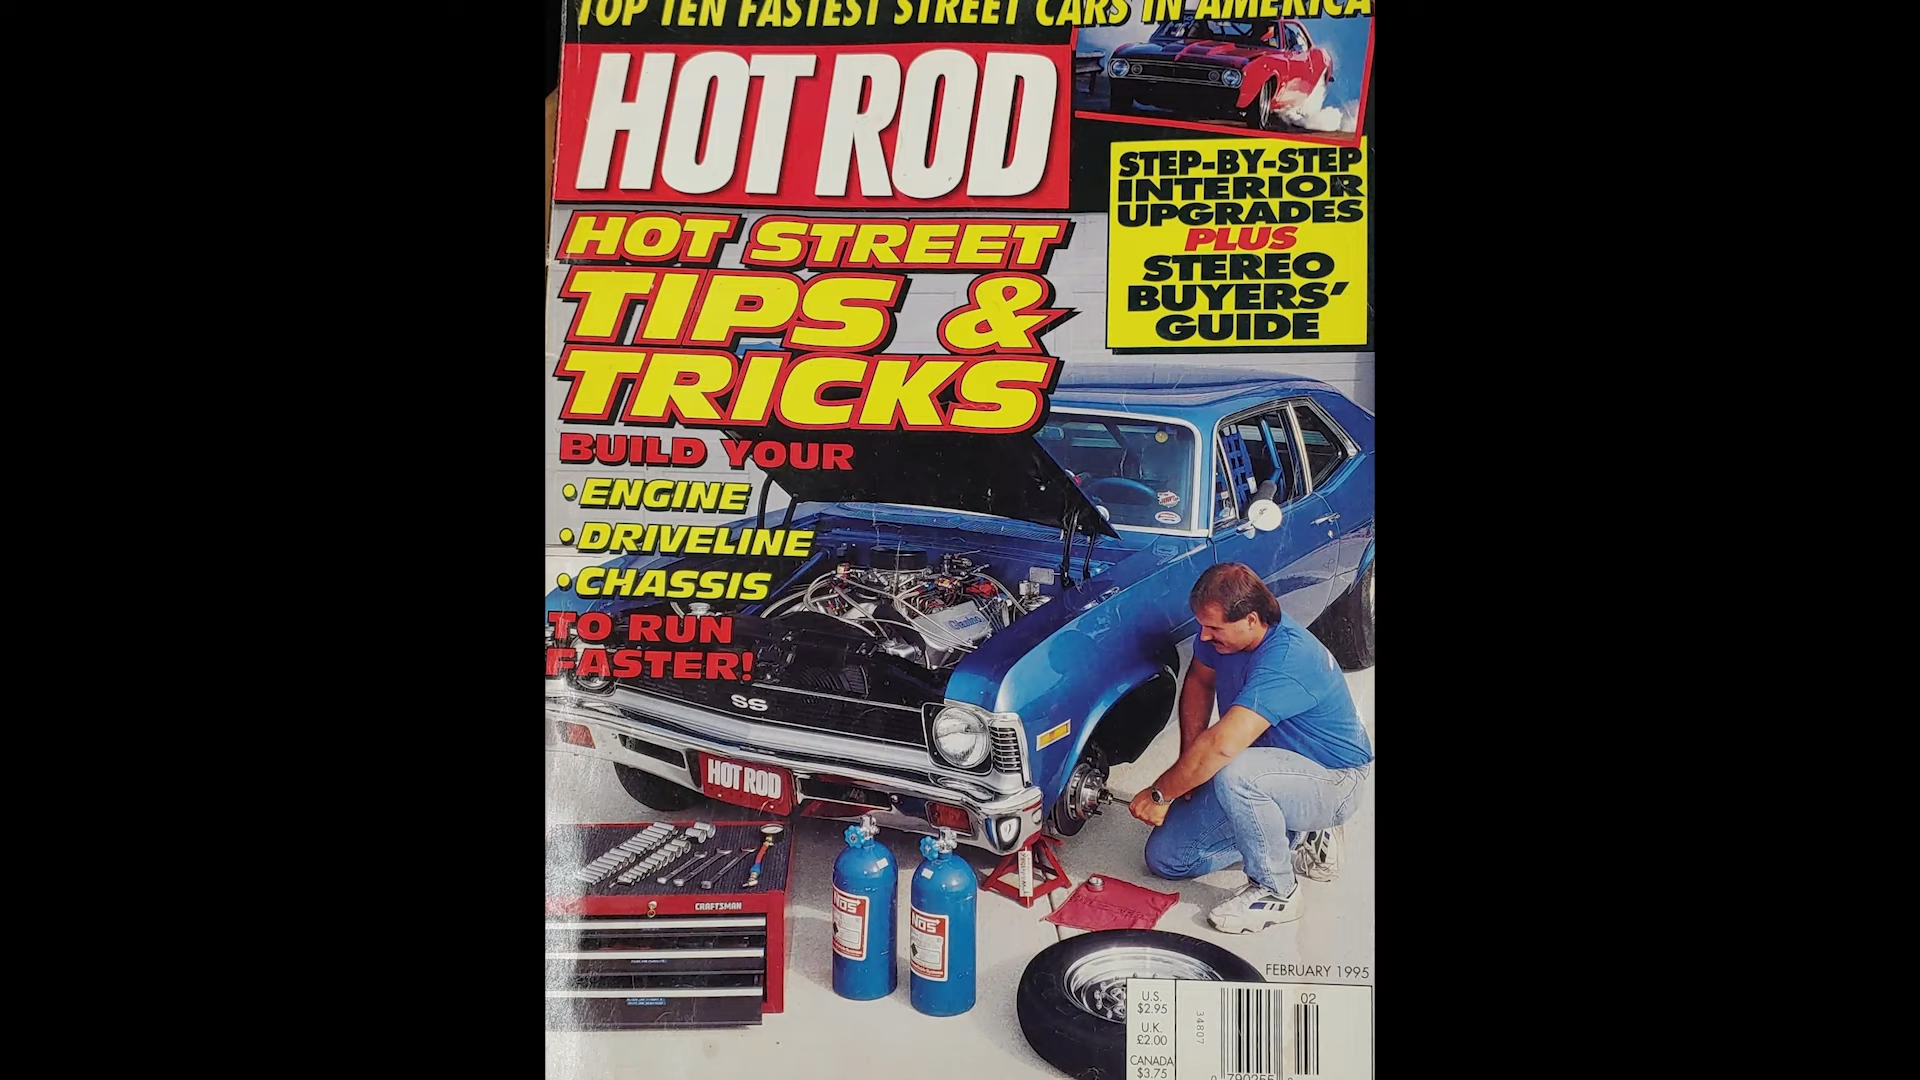 TOP TEN FASTEST STREET CARS IN AMERICA
HOT ROD
STEP-BY-STEP
INTERIOR
UPGRADES
PLUS
STEREO
BUYERS'
GUIDE
HOT STREET
TIPS &
TRICKS
BUILD YOUR
•ENGINE
•DRIVELINE
•CHASSIS
TO RUN
FASTER!
SS
HOT ROD
CRAFTSMAN
NOS
NOS
FEBRUARY 1995
U.S.
$2.95
U.K.
£2.00
CANADA
$3.75
34807
02